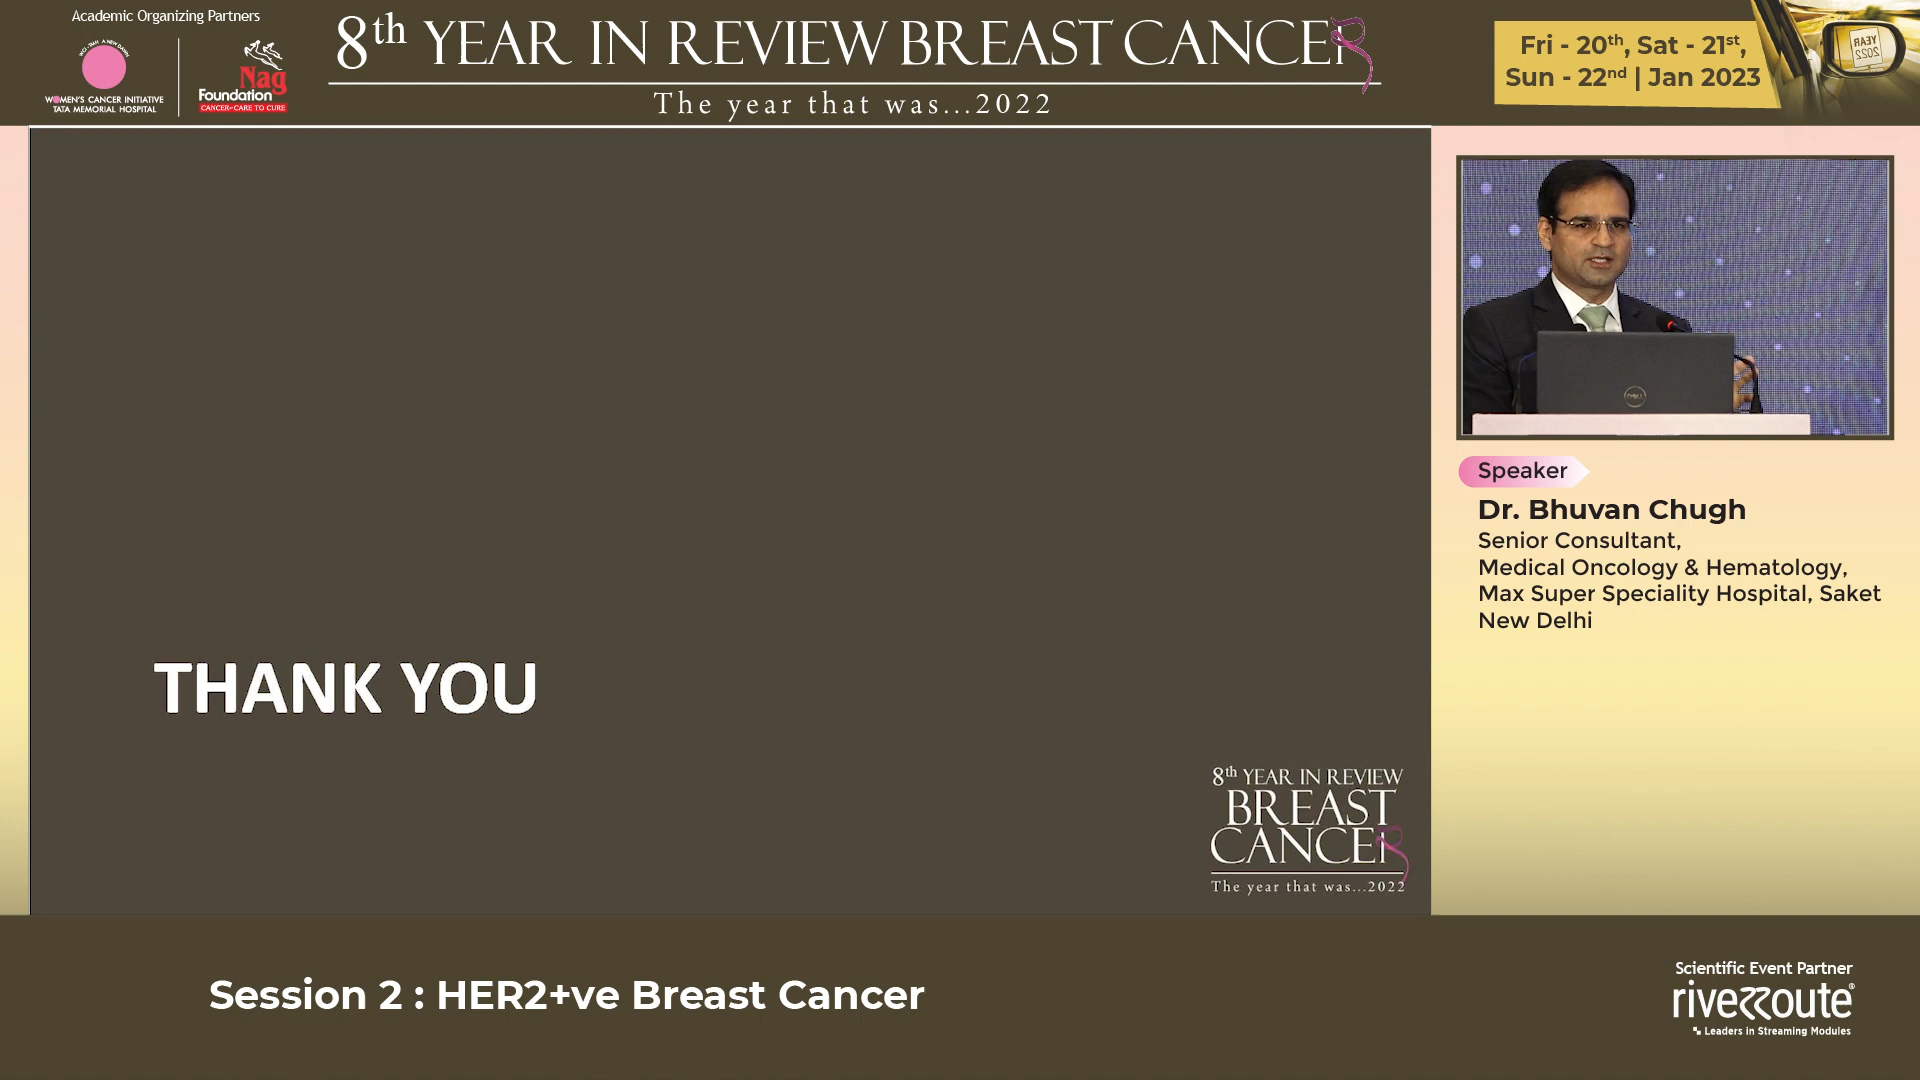 Academic Organizing Partners
WOMEN'S CANCER INITIATIVE
TATA MEMORIAL HOSPITAL
Nag
Foundation
CANCER-CARE TO CURE
8th YEAR IN REVIEW BREAST CANCER
The year that was...2022
Fri - 20th, Sat - 21st,
Sun - 22nd | Jan 2023
YEAR
2022
DELL
Speaker
Dr. Bhuvan Chugh
Senior Consultant,
Medical Oncology & Hematology,
Max Super Speciality Hospital, Saket
New Delhi
THANK YOU
8th YEAR IN REVIEW
BREAST
CANCER
The year that was...2022
Session 2 : HER2+ve Breast Cancer
Scientific Event Partner
riverroute®
Leaders in Streaming Modules